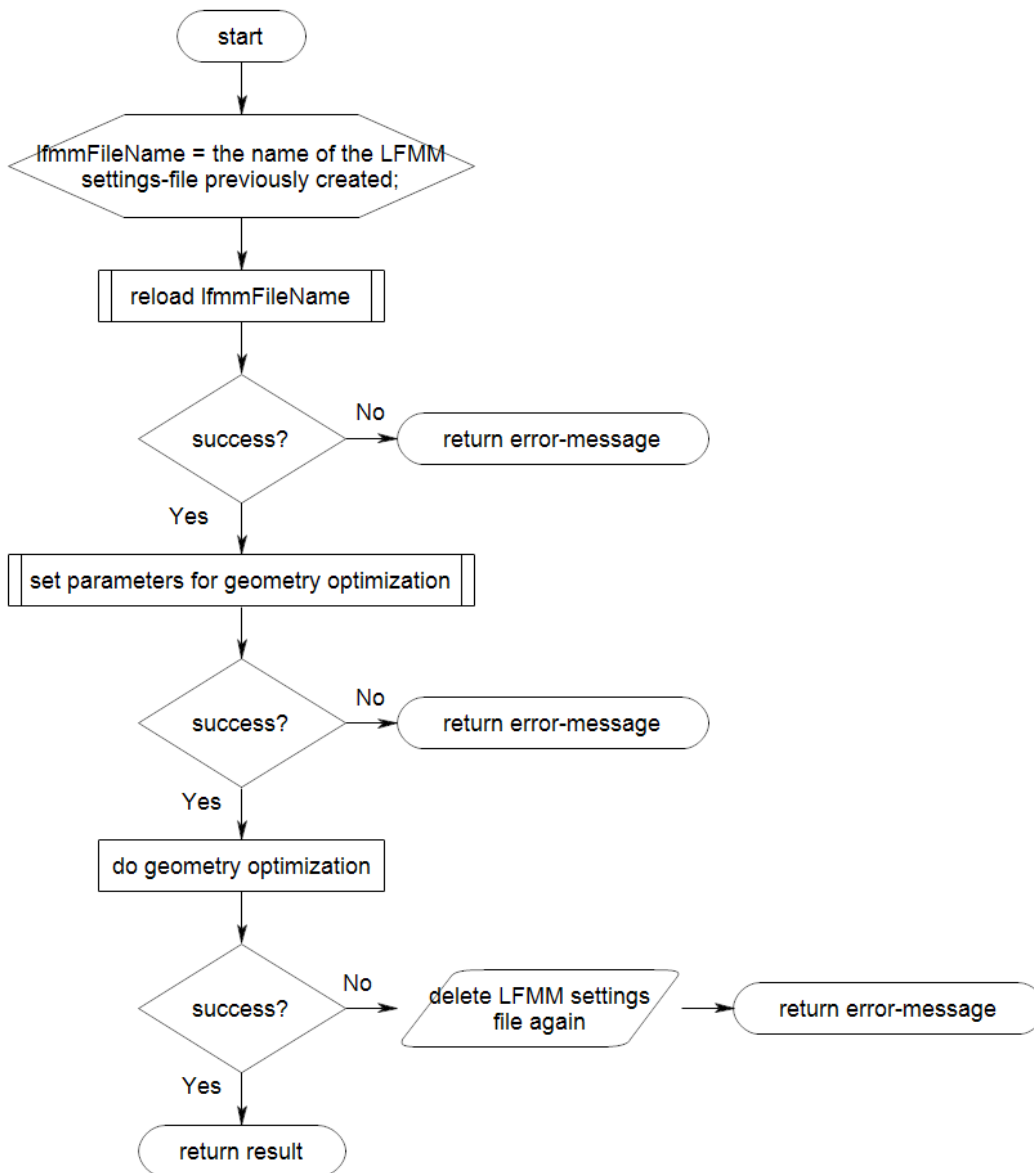 start
lfmmFileName = the name of the LFMM
settings-file previously created;
reload lfmmFileName
success?
No
return error-message
Yes
set parameters for geometry optimization
success?
No
return error-message
Yes
do geometry optimization
success?
No
delete LFMM settings
file again
return error-message
Yes
return result